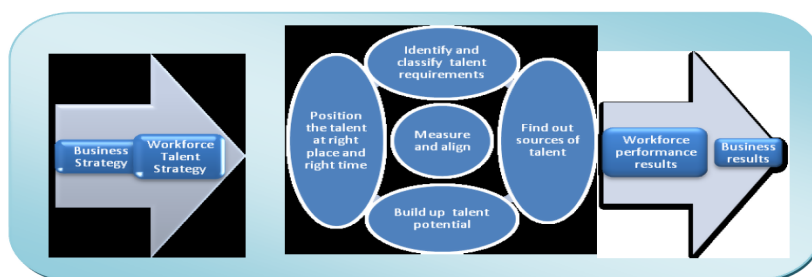 Business
Strategy
Workforce
Talent
Strategy
Identify and
classify talent
requirements
Position
the talent
at right
place and
right time
Measure
and align
Find out
sources of
talent
Build up talent
potential
Workforce
performance
results
Business
results